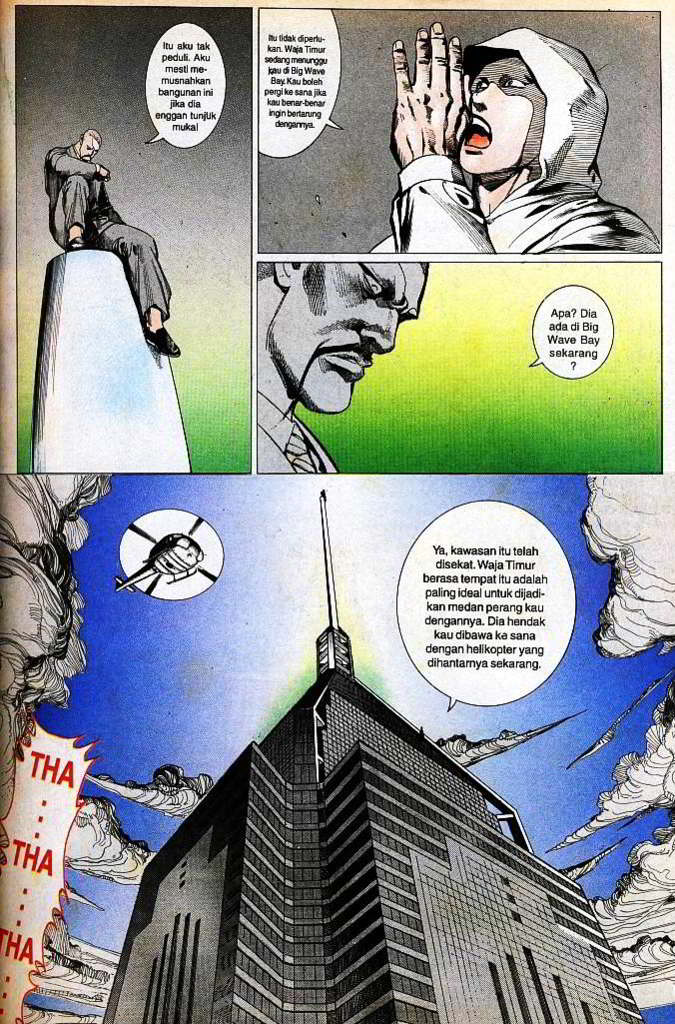 Itu aku tak
peduli. Aku
mesti me-
musnahkan
bangunan ini
jika dia
enggan tunjuk
muka!
Itu tidak diperlu-
kan. Waja Timur
sedang menunggu
kau di Big Wave
Bay. Kau boleh
pergi ke sana jika
kau benar-benar
ingin bertarung
dengannya.
Apa? Dia
ada di Big
Wave Bay
sekarang
?
Ya, kawasan itu telah
disekat. Waja Timur
berasa tempat itu adalah
paling ideal untuk dijadi-
kan medan perang kau
dengannya. Dia hendak
kau dibawa ke sana
dengan helikopter yang
dihantarnya sekarang.
THA
...
THA
...
THA
...